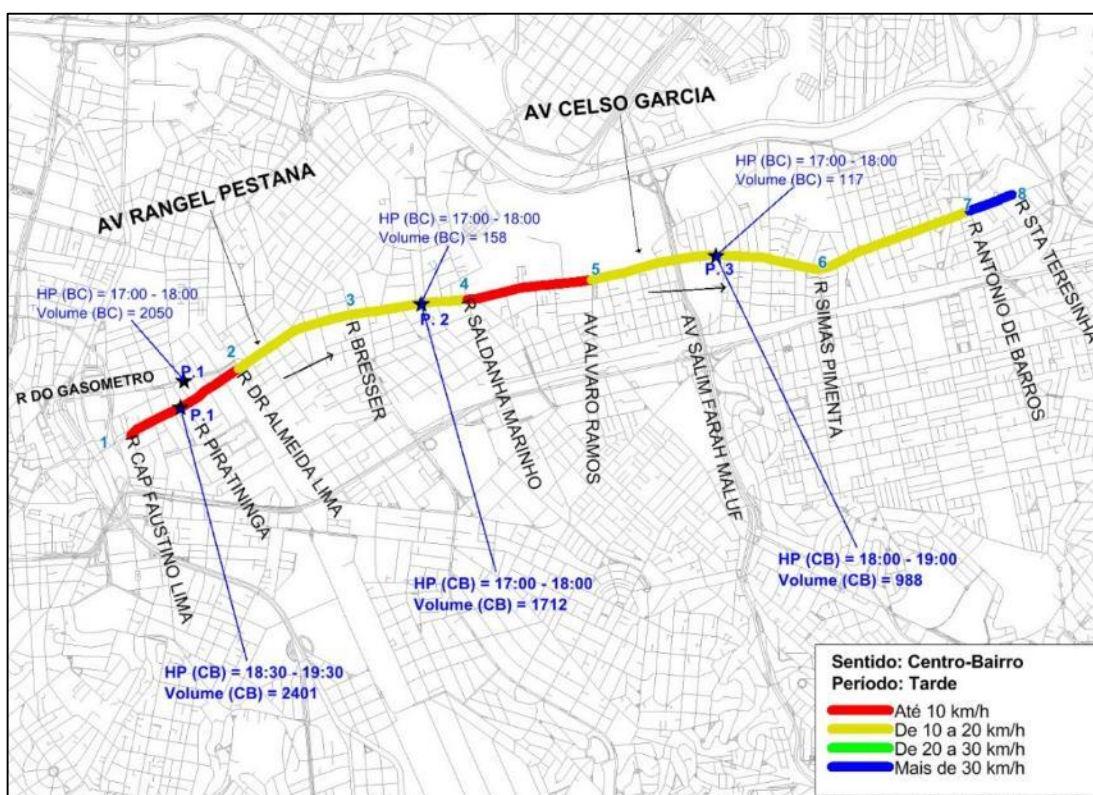 AV CELSO GARCIA
AV RANGEL PESTANA
HP (BC) = 17:00 - 18:00
Volume (BC) = 117
HP (BC) = 17:00 - 18:00
Volume (BC) = 158
HP (BC) = 17:00 - 18:00
Volume (BC) = 2050
R DO GASOMETRO
P.1
P.1
P. 2
P. 3
1
2
3
4
5
6
7
8
R CAP FAUSTINO LIMA
R PIRATININGA
R DR ALMEIDA LIMA
R BRESSER
R SALDANHA MARINHO
AV ALVARO RAMOS
AV SALIM FARAH MALUF
R SIMAS PIMENTA
R ANTONIO DE BARROS
R STA TERESINHA
HP (CB) = 18:00 - 19:00
Volume (CB) = 988
HP (CB) = 17:00 - 18:00
Volume (CB) = 1712
HP (CB) = 18:30 - 19:30
Volume (CB) = 2401
Sentido: Centro-Bairro
Período: Tarde
Até 10 km/h
De 10 a 20 km/h
De 20 a 30 km/h
Mais de 30 km/h